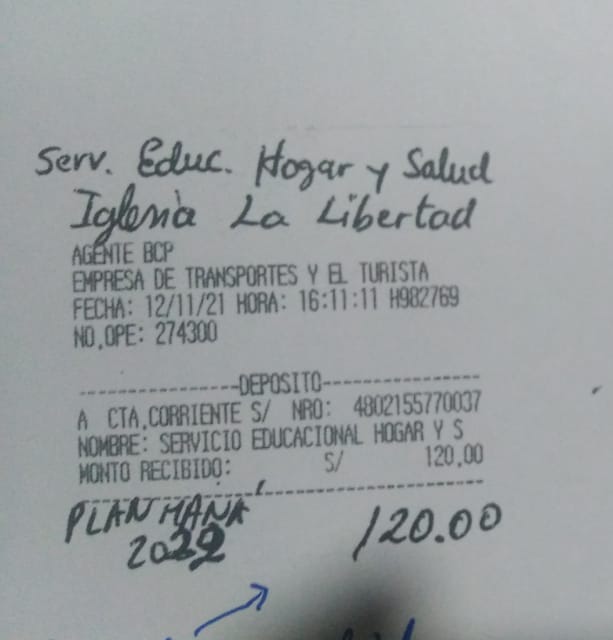 Serv. Educ. Hogar y Salud
Iglesia La Libertad
AGENTE BCP
EMPRESA DE TRANSPORTES Y EL TURISTA
FECHA: 12/11/21 HORA: 16:11:11 H982769
NO.OPE: 274300
----------------DEPOSITO----------------
A CTA.CORRIENTE S/ NRO: 4802155770037
NOMBRE: SERVICIO EDUCACIONAL HOGAR Y S
MONTO RECIBIDO: S/ 120,00
----------------------------------------
PLAN MANÁ 120.00
2022